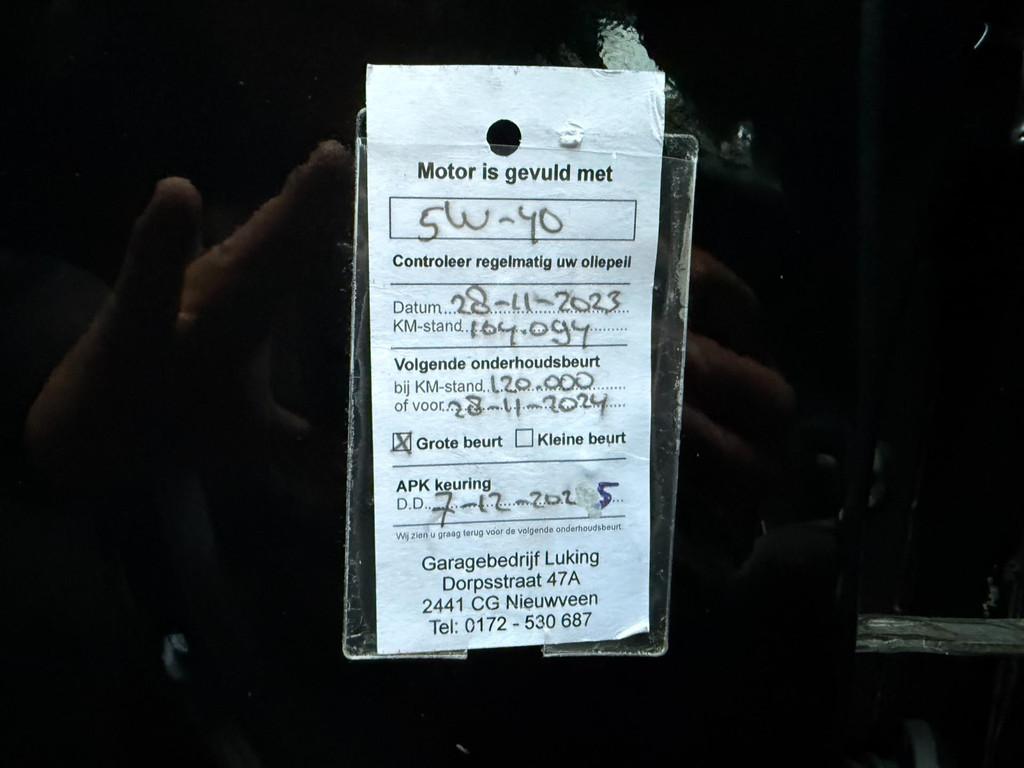 Motor is gevuld met
5W-40
Controleer regelmatig uw oliepeil
Datum 28-11-2023
KM-stand 164.094
Volgende onderhoudsbeurt
bij KM-stand 120.000
of voor 28-11-2024
X Grote beurt Kleine beurt
APK keuring
D.D. 7-12-2025
Wij zien u graag terug voor de volgende onderhoudsbeurt.
Garagebedrijf Luking
Dorpsstraat 47A
2441 CG Nieuwveen
Tel: 0172 - 530 687